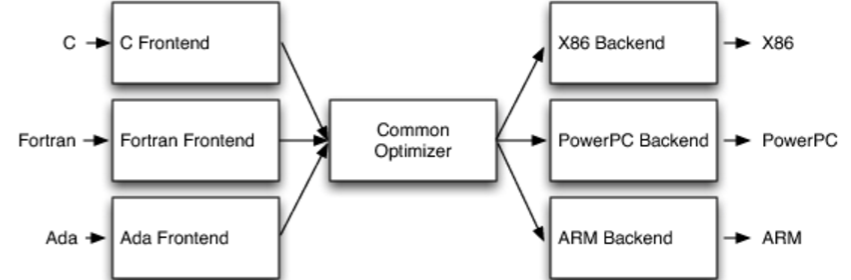 C
C Frontend
X86 Backend
X86
Fortran
Fortran Frontend
Common
Optimizer
PowerPC Backend
PowerPC
Ada
Ada Frontend
ARM Backend
ARM